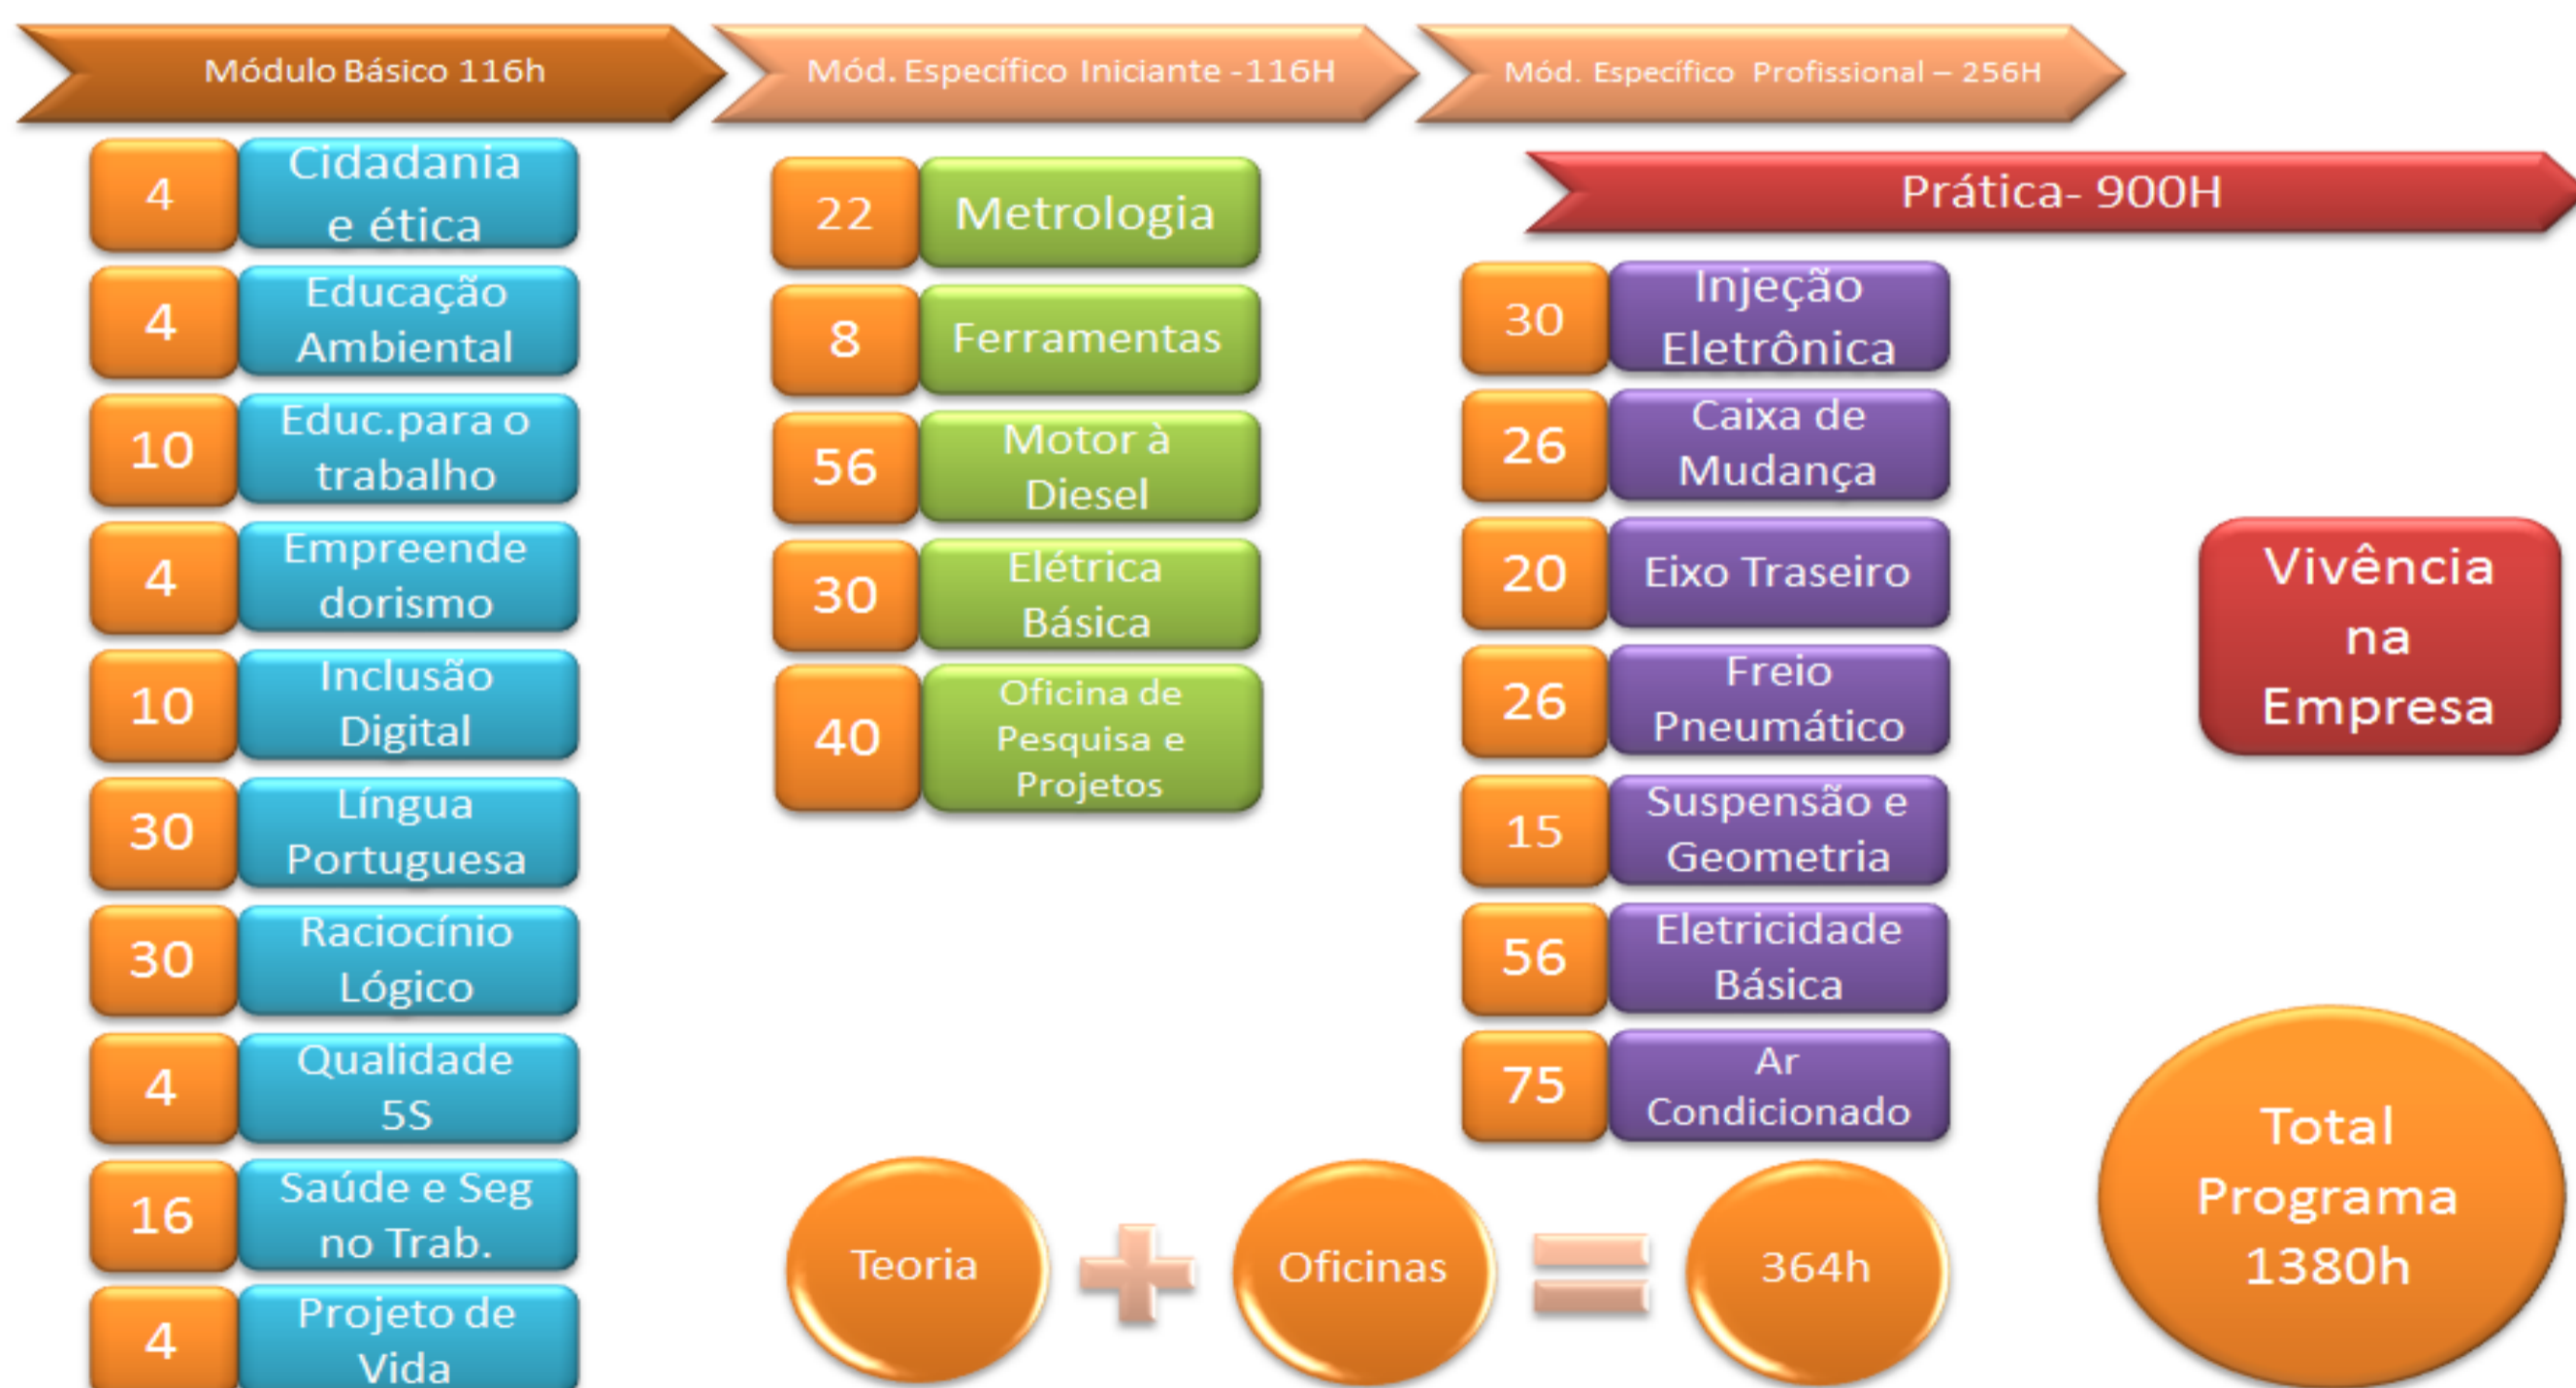 Módulo Básico 116h
Mód. Específico Iniciante -116H
Mód. Específico Profissional – 256H
Prática- 900H
4
Cidadania
e ética
4
Educação
Ambiental
10
Educ.para o
trabalho
4
Empreende
dorismo
10
Inclusão
Digital
30
Língua
Portuguesa
30
Raciocínio
Lógico
4
Qualidade
5S
16
Saúde e Seg
no Trab.
4
Projeto de
Vida
22
Metrologia
8
Ferramentas
56
Motor à
Diesel
30
Elétrica
Básica
40
Oficina de
Pesquisa e
Projetos
30
Injeção
Eletrônica
26
Caixa de
Mudança
20
Eixo Traseiro
26
Freio
Pneumático
15
Suspensão e
Geometria
56
Eletricidade
Básica
75
Ar
Condicionado
Vivência
na
Empresa
Teoria
Oficinas
364h
Total
Programa
1380h